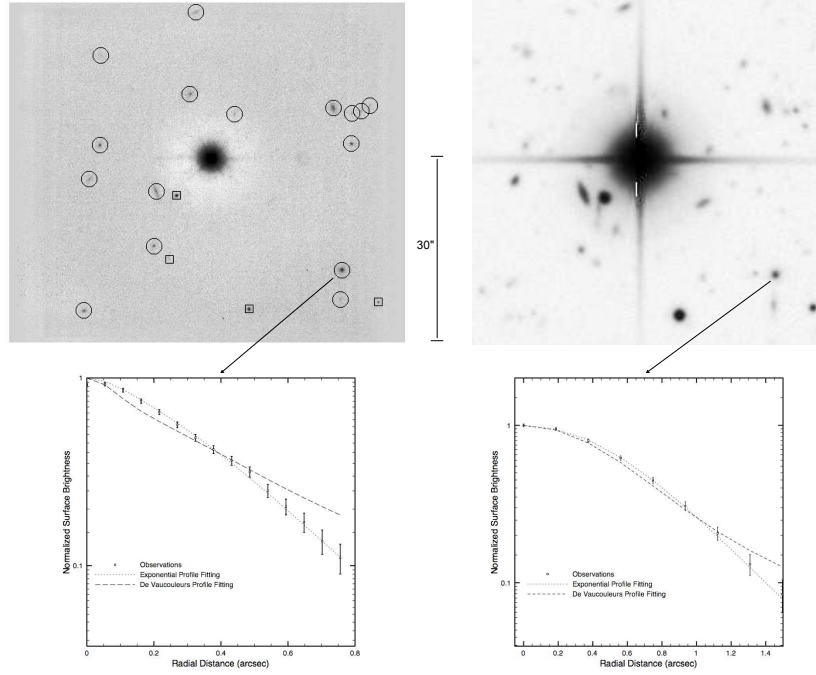 30"
Normalized Surface Brightness
1
0.1
Observations
Exponential Profile Fitting
De Vaucouleurs Profile Fitting
0
0.2
0.4
0.6
0.8
Radial Distance (arcsec)
Normalized Surface Brightness
1
0.1
Observations
Exponential Profile Fitting
De Vaucouleurs Profile Fitting
0
0.2
0.4
0.6
0.8
1
1.2
1.4
Radial Distance (arcsec)